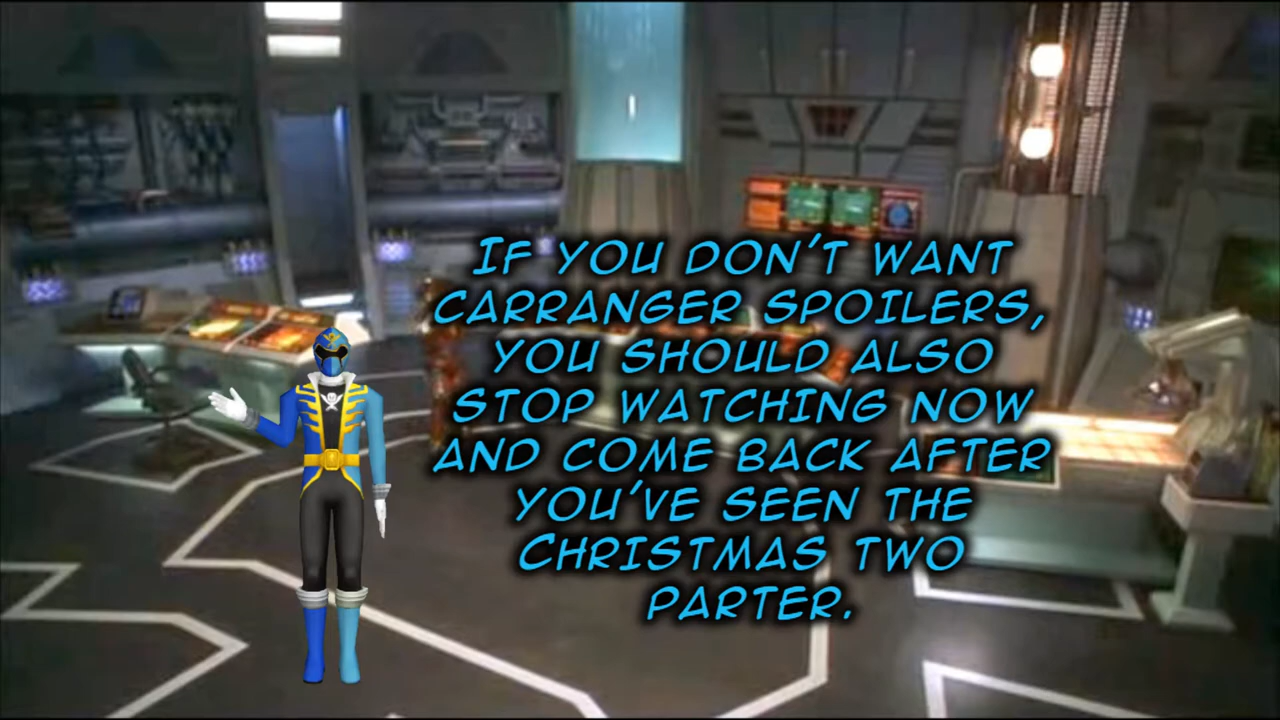 If you don't want
Carranger spoilers,
you should also
stop watching now
and come back after
you've seen the
Christmas two
parter.